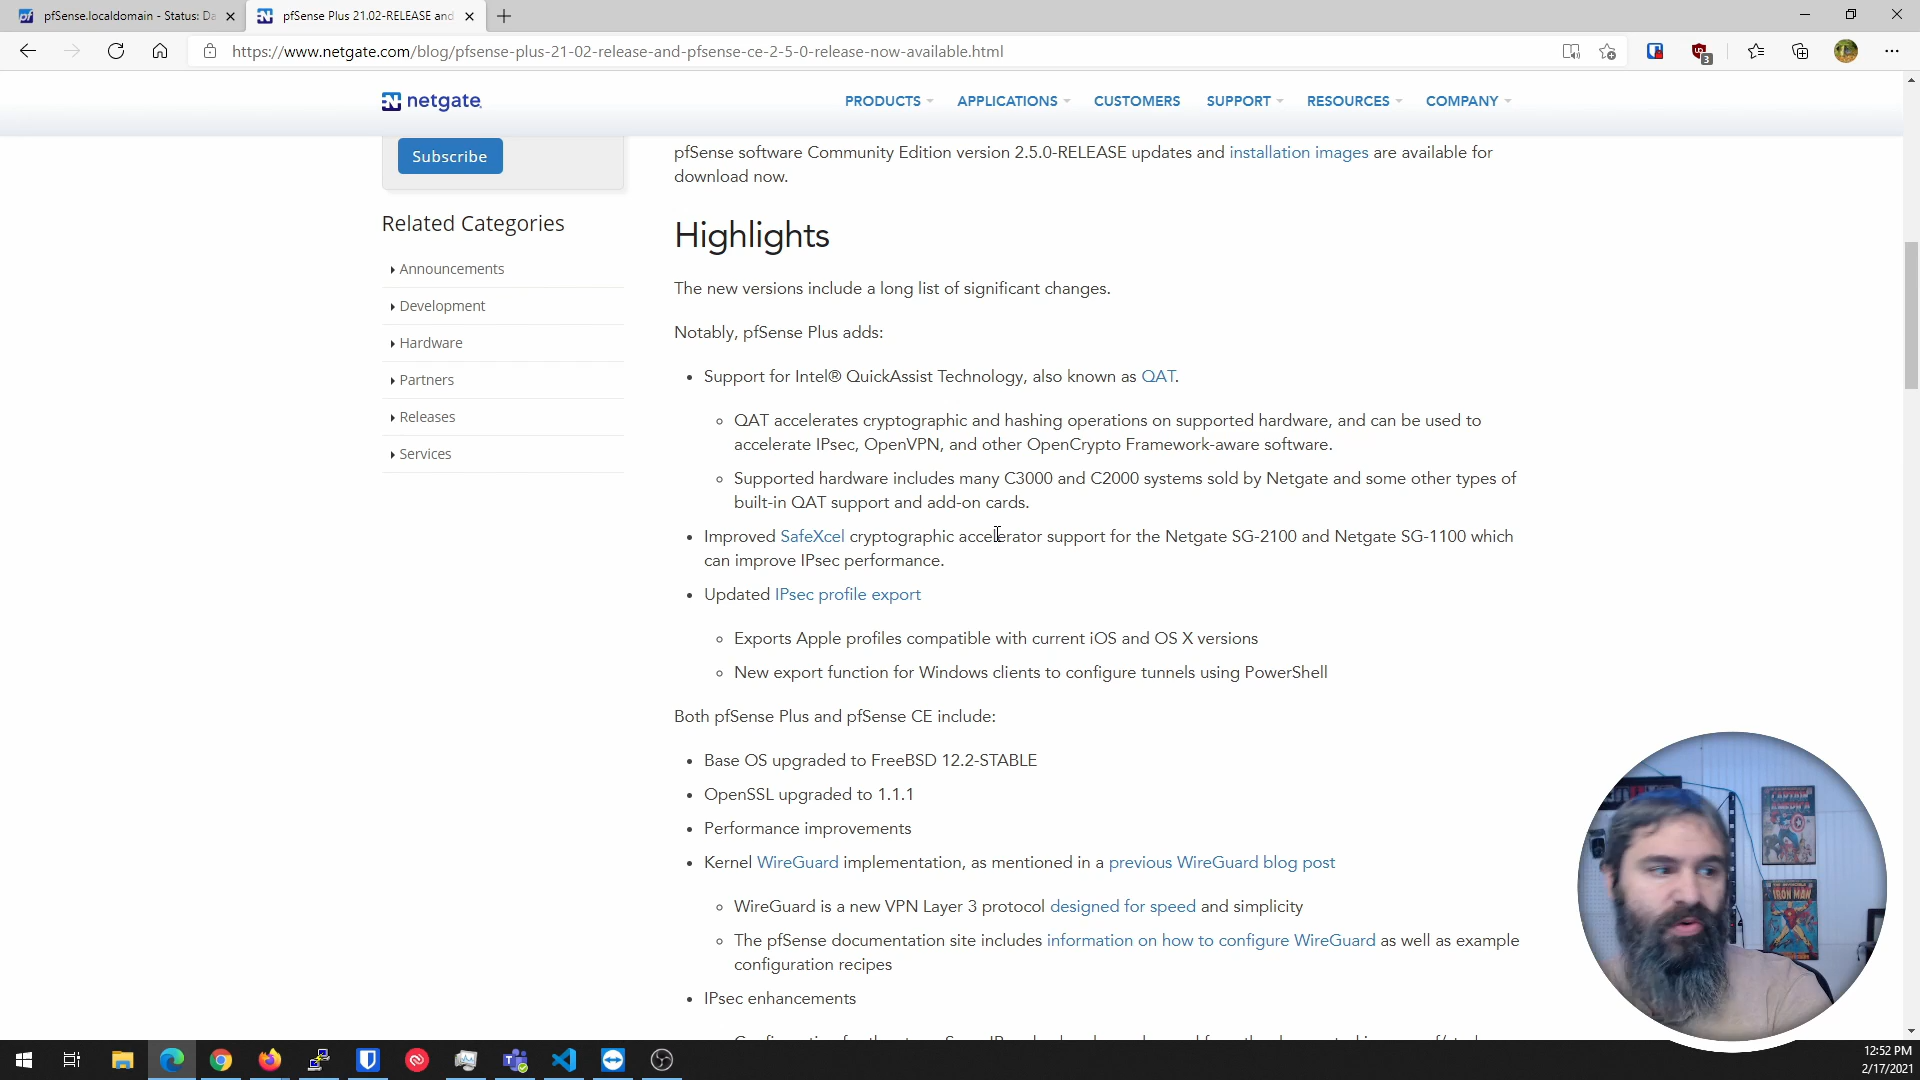 pfSense.localdomain - Status: Da
pfSense Plus 21.02-RELEASE and
https://www.netgate.com/blog/pfsense-plus-21-02-release-and-pfsense-ce-2-5-0-release-now-available.html
3
netgate
PRODUCTS
APPLICATIONS
CUSTOMERS
SUPPORT
RESOURCES
COMPANY
Subscribe
Related Categories
Announcements
Development
Hardware
Partners
Releases
Services
pfSense software Community Edition version 2.5.0-RELEASE updates and installation images are available for
download now.
Highlights
The new versions include a long list of significant changes.
Notably, pfSense Plus adds:
Support for Intel® QuickAssist Technology, also known as QAT.
QAT accelerates cryptographic and hashing operations on supported hardware, and can be used to
accelerate IPsec, OpenVPN, and other OpenCrypto Framework-aware software.
Supported hardware includes many C3000 and C2000 systems sold by Netgate and some other types of
built-in QAT support and add-on cards.
Improved SafeXcel cryptographic accelerator support for the Netgate SG-2100 and Netgate SG-1100 which
can improve IPsec performance.
Updated IPsec profile export
Exports Apple profiles compatible with current iOS and OS X versions
New export function for Windows clients to configure tunnels using PowerShell
Both pfSense Plus and pfSense CE include:
Base OS upgraded to FreeBSD 12.2-STABLE
OpenSSL upgraded to 1.1.1
Performance improvements
Kernel WireGuard implementation, as mentioned in a previous WireGuard blog post
WireGuard is a new VPN Layer 3 protocol designed for speed and simplicity
The pfSense documentation site includes information on how to configure WireGuard as well as example
configuration recipes
IPsec enhancements
CAPTAIN
AMERICA
IRON MAN
12:52 PM
2/17/2021